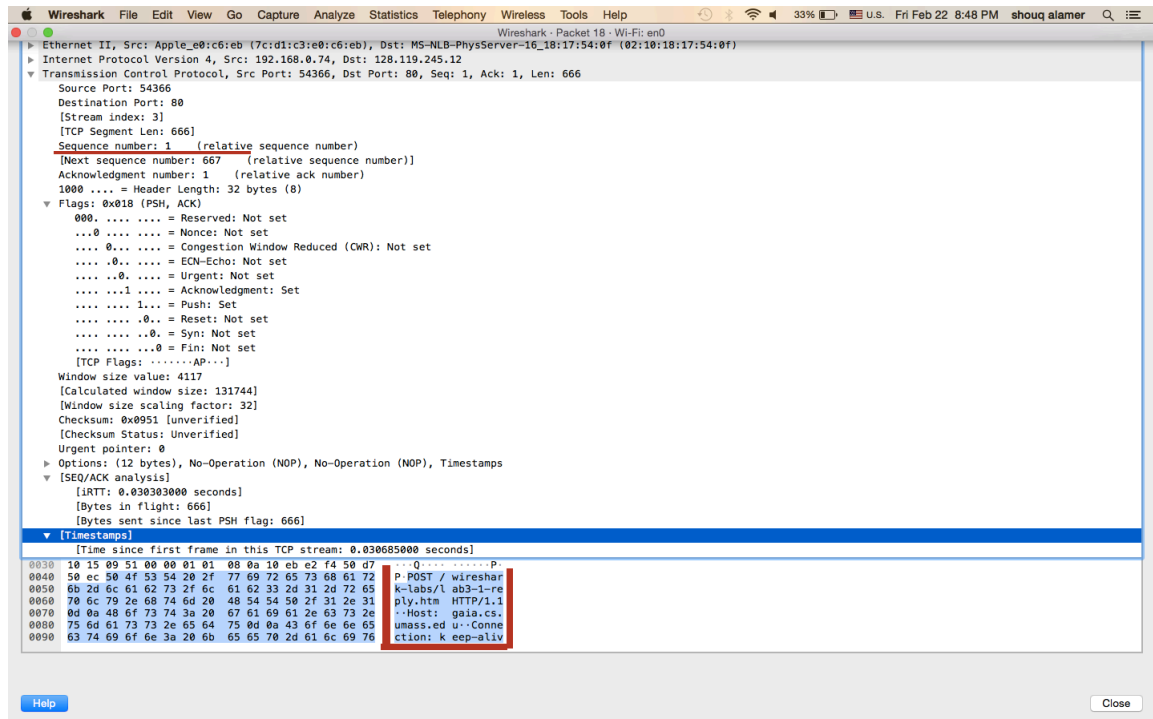 Wireshark File Edit View Go Capture Analyze Statistics Telephony Wireless Tools Help 33% U.S. Fri Feb 22 8:48 PM shouq alamer
Wireshark · Packet 18 · Wi-Fi: en0
Ethernet II, Src: Apple_e0:c6:eb (7c:d1:c3:e0:c6:eb), Dst: MS-NLB-PhysServer-16_18:17:54:0f (02:10:18:17:54:0f)
Internet Protocol Version 4, Src: 192.168.0.74, Dst: 128.119.245.12
Transmission Control Protocol, Src Port: 54366, Dst Port: 80, Seq: 1, Ack: 1, Len: 666
Source Port: 54366
Destination Port: 80
[Stream index: 3]
[TCP Segment Len: 666]
Sequence number: 1 (relative sequence number)
[Next sequence number: 667 (relative sequence number)]
Acknowledgment number: 1 (relative ack number)
1000 .... = Header Length: 32 bytes (8)
Flags: 0x018 (PSH, ACK)
000. .... .... = Reserved: Not set
...0 .... .... = Nonce: Not set
.... 0... .... = Congestion Window Reduced (CWR): Not set
.... .0.. .... = ECN-Echo: Not set
.... ..0. .... = Urgent: Not set
.... ...1 .... = Acknowledgment: Set
.... .... 1... = Push: Set
.... .... .0.. = Reset: Not set
.... .... ..0. = Syn: Not set
.... .... ...0 = Fin: Not set
[TCP Flags: ·······AP···]
Window size value: 4117
[Calculated window size: 131744]
[Window size scaling factor: 32]
Checksum: 0x0951 [unverified]
[Checksum Status: Unverified]
Urgent pointer: 0
Options: (12 bytes), No-Operation (NOP), No-Operation (NOP), Timestamps
[SEQ/ACK analysis]
[iRTT: 0.030303000 seconds]
[Bytes in flight: 666]
[Bytes sent since last PSH flag: 666]
[Timestamps]
[Time since first frame in this TCP stream: 0.030685000 seconds]
0030 10 15 09 51 00 00 01 01 08 0a 10 eb e2 f4 50 d7 ···Q···· ······P·
0040 50 ec 50 4f 53 54 20 2f 77 69 72 65 73 68 61 72 P·POST / wireshar
0050 6b 2d 6c 61 62 73 2f 6c 61 62 33 2d 31 2d 72 65 k-labs/l ab3-1-re
0060 70 6c 79 2e 68 74 6d 20 48 54 54 50 2f 31 2e 31 ply.htm HTTP/1.1
0070 0d 0a 48 6f 73 74 3a 20 67 61 69 61 2e 63 73 2e ··Host: gaia.cs.
0080 75 6d 61 73 73 2e 65 64 75 0d 0a 43 6f 6e 6e 65 umass.ed u··Conne
0090 63 74 69 6f 6e 3a 20 6b 65 65 70 2d 61 6c 69 76 ction: k eep-aliv
Help Close